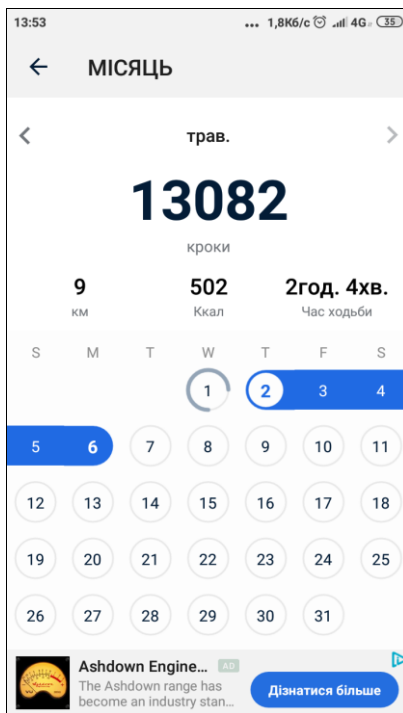 13:53 ... 1,8Кб/с 4G 35
МІСЯЦЬ
трав.
13082
кроки
9 502 2год. 4хв.
км Ккал Час ходьби
S M T W T F S
1 2 3 4
5 6 7 8 9 10 11
12 13 14 15 16 17 18
19 20 21 22 23 24 25
26 27 28 29 30 31
Ashdown Engine... AD
The Ashdown range has
become an industry stan...
Дізнатися більше